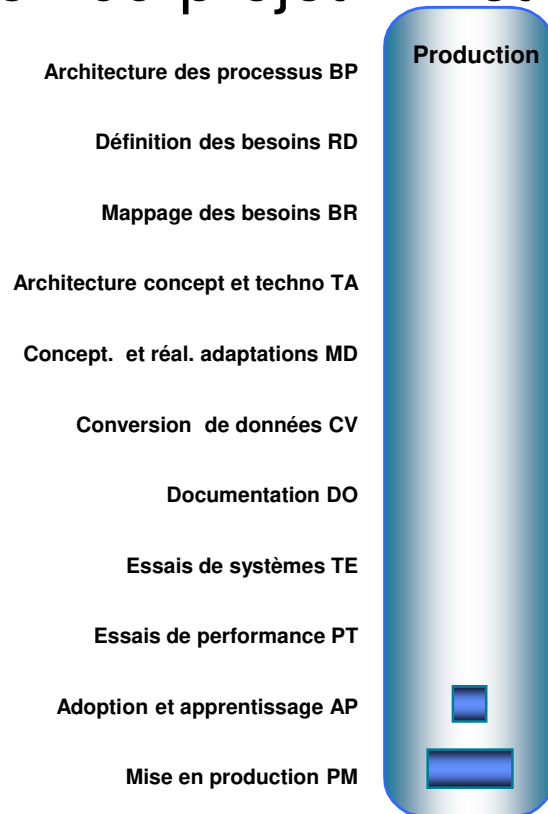 projet
Production
Architecture des processus BP
Définition des besoins RD
Mappage des besoins BR
Architecture concept et techno TA
Concept. et réal. adaptations MD
Conversion de données CV
Documentation DO
Essais de systèmes TE
Essais de performance PT
Adoption et apprentissage AP
Mise en production PM